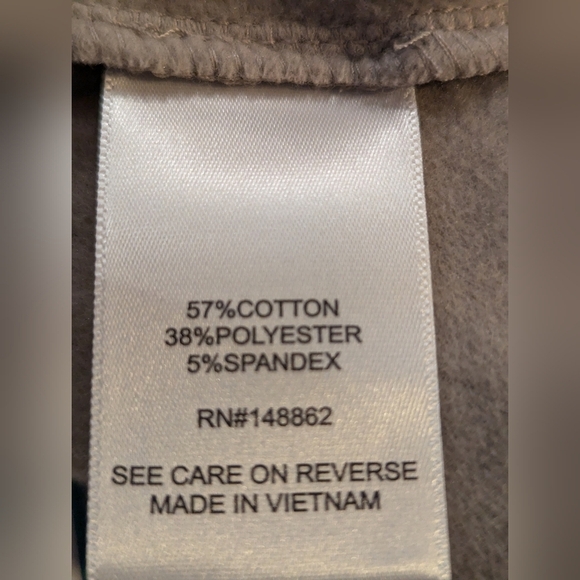 57%COTTON
38%POLYESTER
5%SPANDEX
RN#148862
SEE CARE ON REVERSE
MADE IN VIETNAM